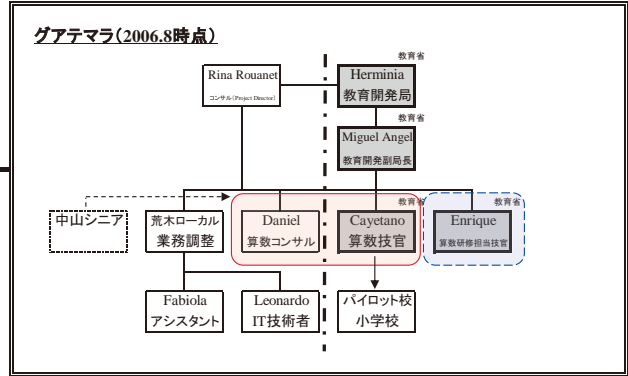 グアテマラ（2006.8時点）
教育省
Rina Rouanet
コンサル（Project Director）
Herminia
教育開発局
教育省
Miguel Angel
教育開発副局長
教育省
教育省
中山シニア
荒木ローカル
業務調整
Daniel
算数コンサル
Cayetano
算数技官
Enrique
算数研修担当技官
Fabiola
アシスタント
Leonardo
IT技術者
パイロット校
小学校